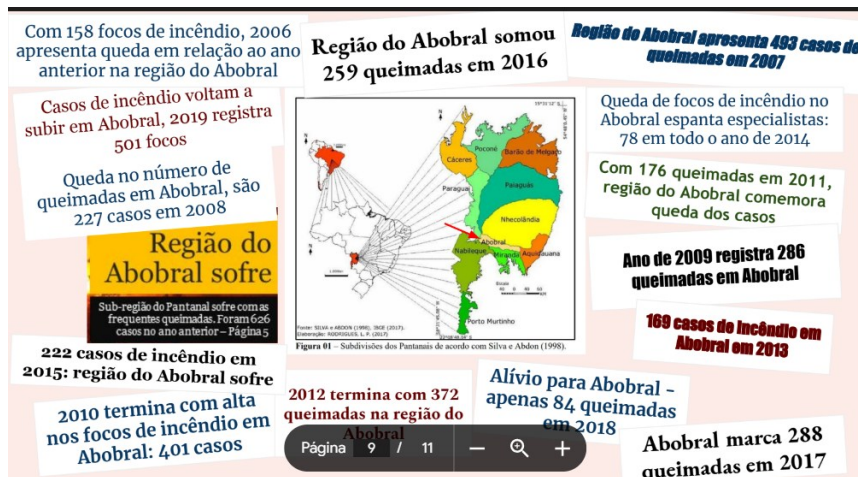 Com 158 focos de incêndio, 2006
apresenta queda em relação ao ano
anterior na região do Abobral
Região do Abobral somou
259 queimadas em 2016
Região do Abobral apresenta 493 casos de
queimadas em 2007
Casos de incêndio voltam a
subir em Abobral, 2019 registra
501 focos
Queda de focos de incêndio no
Abobral espanta especialistas:
78 em todo o ano de 2014
Queda no número de
queimadas em Abobral, são
227 casos em 2008
Com 176 queimadas em 2011,
região do Abobral comemora
queda dos casos
Região do
Abobral sofre
Sub-região do Pantanal sofre com as
frequentes queimadas. Foram 626
casos no ano anterior – Página 5
Ano de 2009 registra 286
queimadas em Abobral
169 casos de Incêndio em
Abobral em 2013
N
N
Cáceres
Poconé
Barão de Melgaço
Paraguai
Paiaguás
Nhecolândia
Abobral
Nabileque
Miranda
Aquidauana
Porto Murtinho
Escala
Fonte: SILVA e ABDON (1998), IBGE (2017).
Elaboração: RODRIGUES, L. P. (2017)
Figura 01 – Subdivisões dos Pantanais de acordo com Silva e Abdon (1998).
222 casos de incêndio em
2015: região do Abobral sofre
2010 termina com alta
nos focos de incêndio em
Abobral: 401 casos
2012 termina com 372
queimadas na região do
Abobral
Alívio para Abobral –
apenas 84 queimadas
em 2018
Abobral marca 288
queimadas em 2017
Página 9 / 11